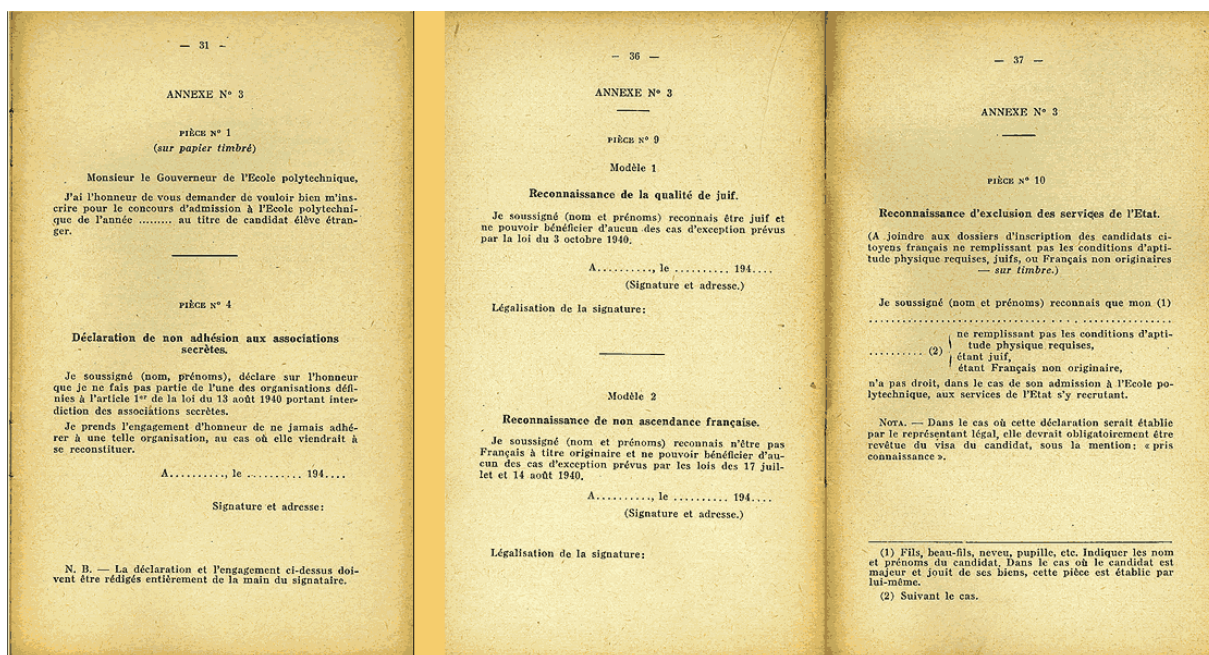 — 31 -
ANNEXE N° 3
PIÈCE N° 1
(sur papier timbré)
Monsieur le Gouverneur de l'Ecole polytechnique,
J'ai l'honneur de vous demander de vouloir bien m'ins-
crire pour le concours d'admission à l'Ecole polytechni-
que de l'année ......... au titre de candidat élève étran-
ger.
PIÈCE N° 4
Déclaration de non adhésion aux associations
secrètes.
Je soussigné (nom, prénoms), déclare sur l'honneur
que je ne fais pas partie de l'une des organisations défi-
nies à l'article 1er de la loi du 13 août 1940 portant inter-
diction des associations secrètes.
Je prends l'engagement d'honneur de ne jamais adhé-
rer à une telle organisation, au cas où elle viendrait à
se reconstituer.
A.........., le .......... 194....
Signature et adresse:
N. B. — La déclaration et l'engagement ci-dessus doi-
vent être rédigés entièrement de la main du signataire.
— 36 —
ANNEXE N° 3
PIÈCE N° 9
Modèle 1
Reconnaissance de la qualité de juif.
Je soussigné (nom et prénoms) reconnais être juif et
ne pouvoir bénéficier d'aucun des cas d'exception prévus
par la loi du 3 octobre 1940.
A.........., le .......... 194....
(Signature et adresse.)
Légalisation de la signature:
Modèle 2
Reconnaissance de non ascendance française.
Je soussigné (nom et prénoms) reconnais n'être pas
Français à titre originaire et ne pouvoir bénéficier d'au-
cun des cas d'exception prévus par les lois des 17 juil-
let et 14 août 1940.
A.........., le .......... 194....
(Signature et adresse.)
Légalisation de la signature:
— 37 —
ANNEXE N° 3
PIÈCE N° 10
Reconnaissance d'exclusion des services de l'Etat.
(A joindre aux dossiers d'inscription des candidats ci-
toyens français ne remplissant pas les conditions d'apti-
tude physique requises, juifs, ou Français non originaires
— sur timbre.)
Je soussigné (nom et prénoms) reconnais que mon (1)
..................................................
.......... (2) ne remplissant pas les conditions d'apti-
tude physique requises,
étant juif,
étant Français non originaire,
n'a pas droit, dans le cas de son admission à l'Ecole po-
lytechnique, aux services de l'Etat s'y recrutant.
NOTA. — Dans le cas où cette déclaration serait établie
par le représentant légal, elle devrait obligatoirement être
revêtue du visa du candidat, sous la mention: « pris
connaissance ».
(1) Fils, beau-fils, neveu, pupille, etc. Indiquer les nom
et prénoms du candidat. Dans le cas où le candidat est
majeur et jouit de ses biens, cette pièce est établie par
lui-même.
(2) Suivant le cas.